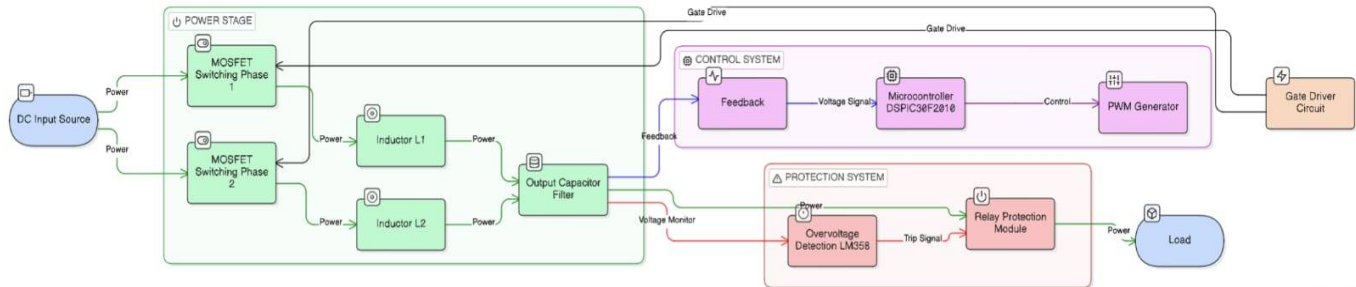 Gate Drive
POWER STAGE
Gate Drive
MOSFET
Switching Phase
1
CONTROL SYSTEM
Power
Feedback
Voltage Signal
Microcontroller
DSPIC30F2010
Control
PWM Generator
Gate Driver
Circuit
DC Input Source
Power
Inductor L1
Power
Feedback
Power
MOSFET
Switching Phase
2
Output Capacitor
Filter
PROTECTION SYSTEM
Power
Power
Inductor L2
Power
Voltage Monitor
Overvoltage
Detection LM358
Trip Signal
Relay Protection
Module
Power
Load